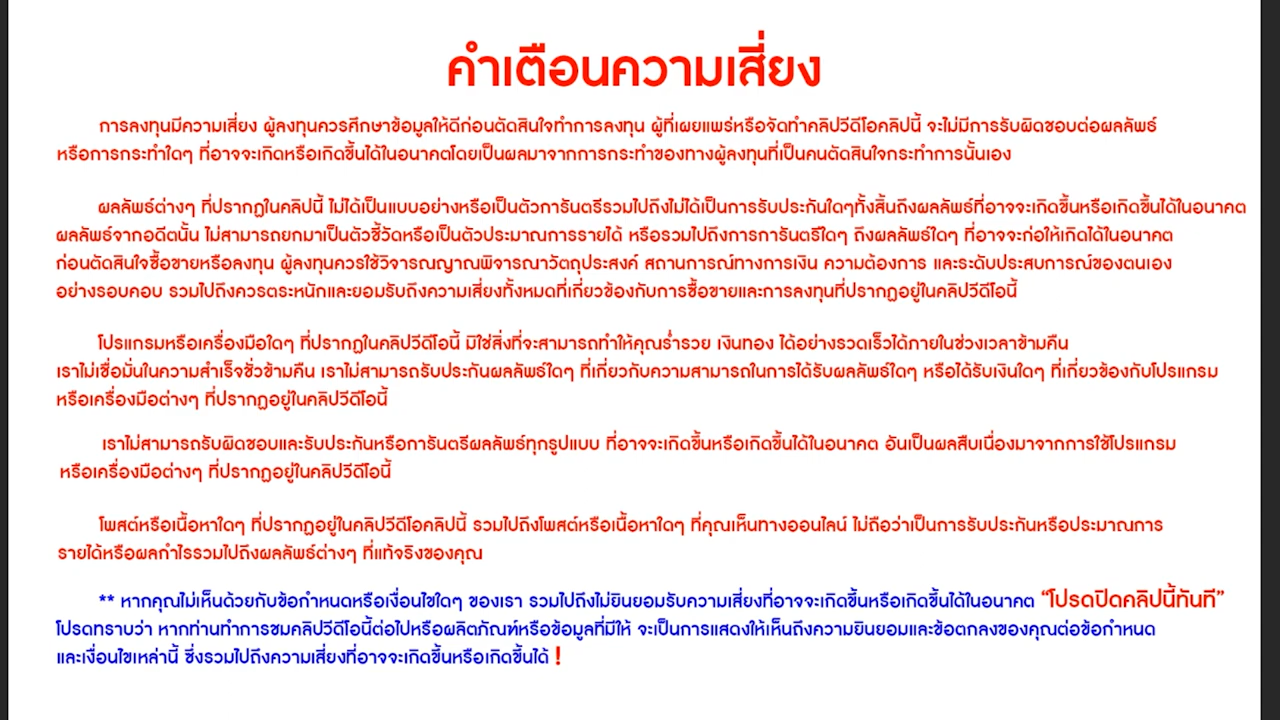 คำเตือนความเสี่ยง
การลงทุนมีความเสี่ยง ผู้ลงทุนควรศึกษาข้อมูลให้ดีก่อนตัดสินใจทำการลงทุน ผู้ที่เผยแพร่หรือจัดทำคลิปวีดีโอคลิปนี้ จะไม่มีการรับผิดชอบต่อผลลัพธ์
หรือการกระทำใดๆ ที่อาจจะเกิดหรือเกิดขึ้นได้ในอนาคตโดยเป็นผลมาจากการกระทำของทางผู้ลงทุนที่เป็นคนตัดสินใจกระทำการนั้นเอง
ผลลัพธ์ต่างๆ ที่ปรากฏในคลิปนี้ ไม่ได้เป็นแบบอย่างหรือเป็นตัวการันตรีรวมไปถึงไม่ได้เป็นการรับประกันใดๆทั้งสิ้นถึงผลลัพธ์ที่อาจจะเกิดขึ้นหรือเกิดขึ้นได้ในอนาคต
ผลลัพธ์จากอดีตนั้น ไม่สามารถยกมาเป็นตัวชี้วัดหรือเป็นตัวประมาณการรายได้ หรือรวมไปถึงการการันตรีใดๆ ถึงผลลัพธ์ใดๆ ที่อาจจะก่อให้เกิดได้ในอนาคต
ก่อนตัดสินใจซื้อขายหรือลงทุน ผู้ลงทุนควรใช้วิจารณญาณพิจารณาวัตถุประสงค์ สถานการณ์ทางการเงิน ความต้องการ และระดับประสบการณ์ของตนเอง
อย่างรอบคอบ รวมไปถึงควรตระหนักและยอมรับถึงความเสี่ยงทั้งหมดที่เกี่ยวข้องกับการซื้อขายและการลงทุนที่ปรากฏอยู่ในคลิปวีดีโอนี้
โปรแกรมหรือเครื่องมือใดๆ ที่ปรากฏในคลิปวีดีโอนี้ มิใช่สิ่งที่จะสามารถทำให้คุณร่ำรวย เงินทอง ได้อย่างรวดเร็วได้ภายในช่วงเวลาข้ามคืน
เราไม่เชื่อมั่นในความสำเร็จชั่วข้ามคืน เราไม่สามารถรับประกันผลลัพธ์ใดๆ ที่เกี่ยวกับความสามารถในการได้รับผลลัพธ์ใดๆ หรือได้รับเงินใดๆ ที่เกี่ยวข้องกับโปรแกรม
หรือเครื่องมือต่างๆ ที่ปรากฏอยู่ในคลิปวีดีโอนี้
เราไม่สามารถรับผิดชอบและรับประกันหรือการันตรีผลลัพธ์ทุกรูปแบบ ที่อาจจะเกิดขึ้นหรือเกิดขึ้นได้ในอนาคต อันเป็นผลสืบเนื่องมาจากการใช้โปรแกรม
หรือเครื่องมือต่างๆ ที่ปรากฏอยู่ในคลิปวีดีโอนี้
โพสต์หรือเนื้อหาใดๆ ที่ปรากฏอยู่ในคลิปวีดีโอคลิปนี้ รวมไปถึงโพสต์หรือเนื้อหาใดๆ ที่คุณเห็นทางออนไลน์ ไม่ถือว่าเป็นการรับประกันหรือประมาณการ
รายได้หรือผลกำไรรวมไปถึงผลลัพธ์ต่างๆ ที่แท้จริงของคุณ
** หากคุณไม่เห็นด้วยกับข้อกำหนดหรือเงื่อนไขใดๆ ของเรา รวมไปถึงไม่ยินยอมรับความเสี่ยงที่อาจจะเกิดขึ้นหรือเกิดขึ้นได้ในอนาคต “โปรดปิดคลิปนี้ทันที”
โปรดทราบว่า หากท่านทำการชมคลิปวีดีโอนี้ต่อไปหรือผลิตภัณฑ์หรือข้อมูลที่มีให้ จะเป็นการแสดงให้เห็นถึงความยินยอมและข้อตกลงของคุณต่อข้อกำหนด
และเงื่อนไขเหล่านี้ ซึ่งรวมไปถึงความเสี่ยงที่อาจจะเกิดขึ้นหรือเกิดขึ้นได้ !